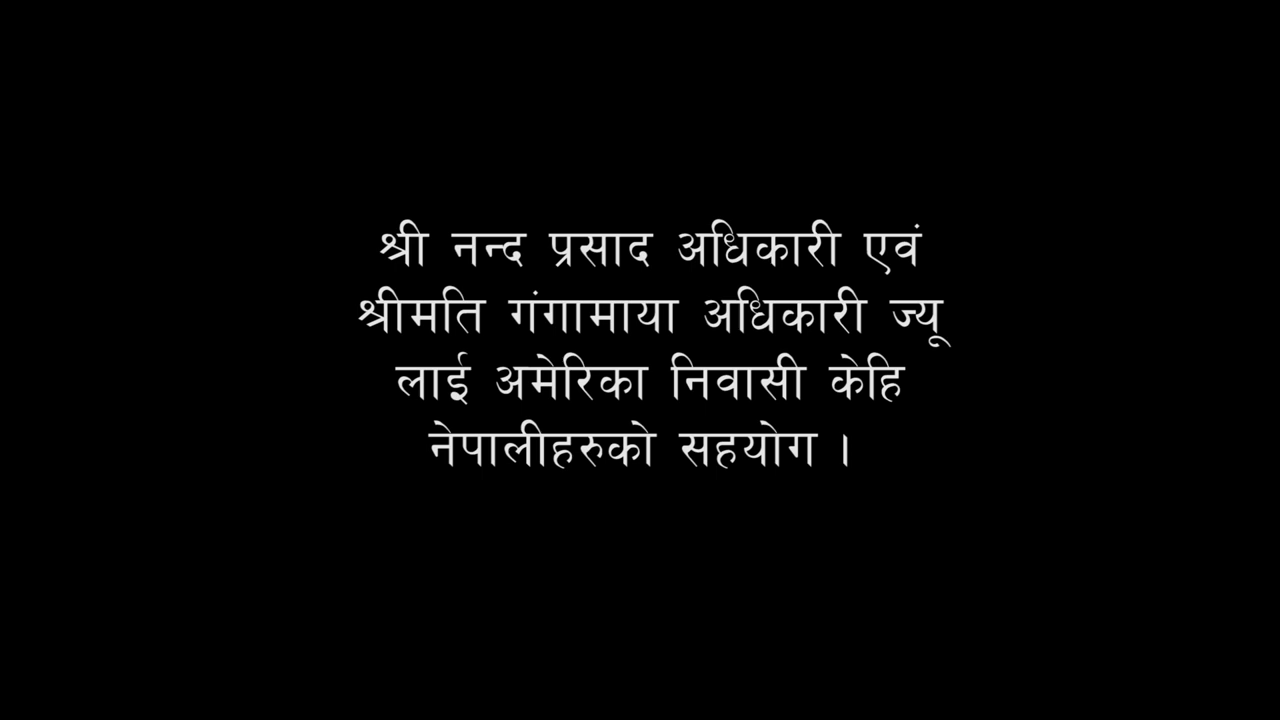 श्री नन्द प्रसाद अधिकारी एवं
श्रीमति गंगामाया अधिकारी ज्यू
लाई अमेरिका निवासी केहि
नेपालीहरुको सहयोग ।